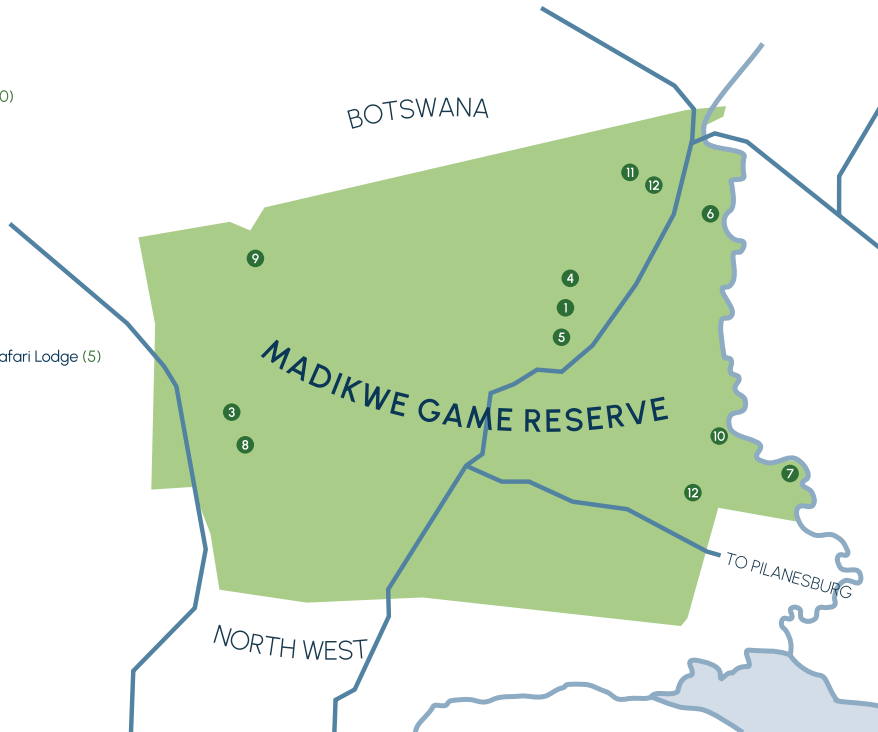 0)
BOTSWANA
11
12
6
9
4
1
5
afari Lodge (5)
MADIKWE GAME RESERVE
3
8
10
7
12
TO PILANESBURG
NORTH WEST